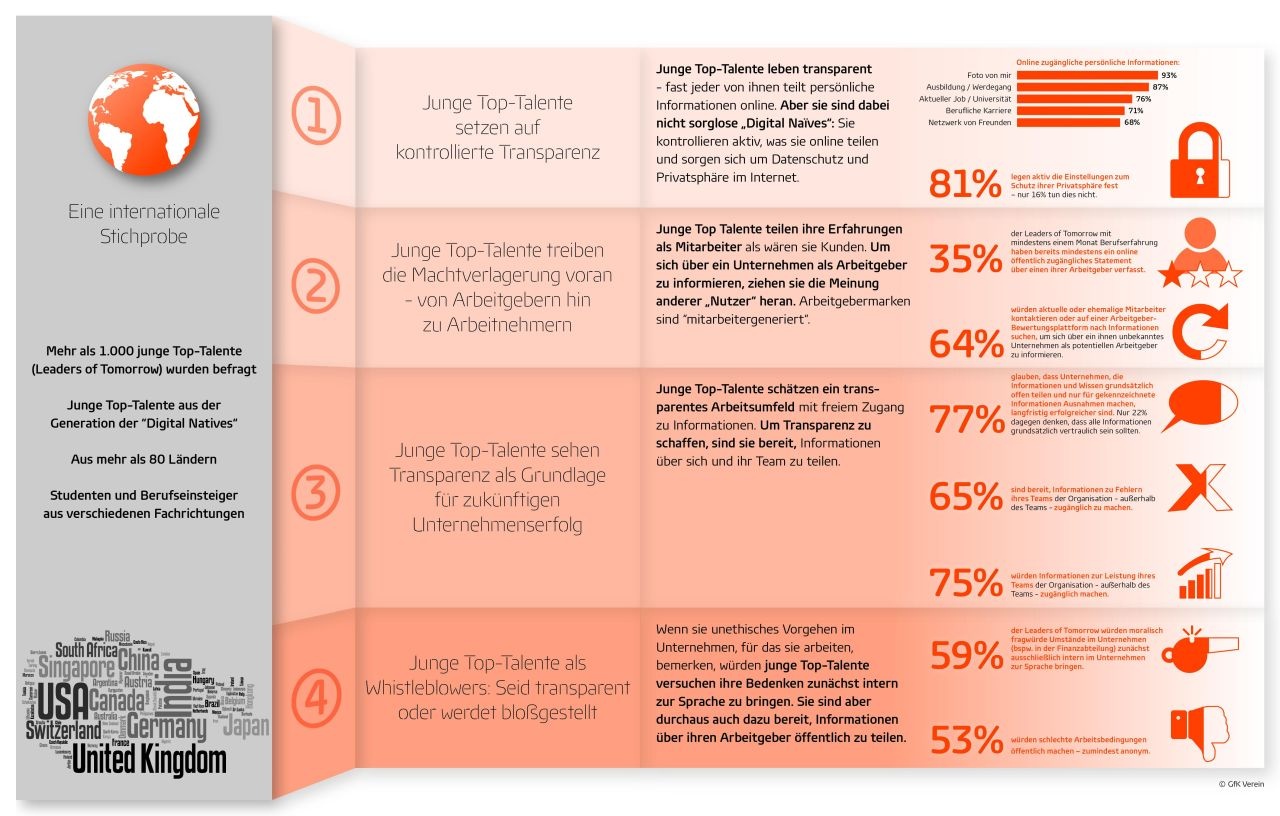 Eine internationale
Stichprobe
Mehr als 1.000 junge Top-Talente
(Leaders of Tomorrow) wurden befragt
Junge Top-Talente aus der
Generation der "Digital Natives"
Aus mehr als 80 Ländern
Studenten und Berufseinsteiger
aus verschiedenen Fachrichtungen
Russia
South Africa
China
Singapore
India
Hungary
Argentina
Austria
USA
Canada
Brazil
Belgium
Australia
Switzerland
Germany
Japan
France
United Kingdom
1
Junge Top-Talente
setzen auf
kontrollierte Transparenz
Junge Top-Talente leben transparent
- fast jeder von ihnen teilt persönliche
Informationen online. Aber sie sind dabei
nicht sorglose „Digital Naïves“: Sie
kontrollieren aktiv, was sie online teilen
und sorgen sich um Datenschutz und
Privatsphäre im Internet.
Online zugängliche persönliche Informationen:
Foto von mir 93%
Ausbildung / Werdegang 87%
Aktueller Job / Universität 76%
Berufliche Karriere 71%
Netzwerk von Freunden 68%
81%
legen aktiv die Einstellungen zum
Schutz ihrer Privatsphäre fest
– nur 16% tun dies nicht.
2
Junge Top-Talente treiben
die Machtverlagerung voran
- von Arbeitgebern hin
zu Arbeitnehmern
Junge Top Talente teilen ihre Erfahrungen
als Mitarbeiter als wären sie Kunden. Um
sich über ein Unternehmen als Arbeitgeber
zu informieren, ziehen sie die Meinung
anderer „Nutzer“ heran. Arbeitgebermarken
sind "mitarbeitergeneriert".
35%
der Leaders of Tomorrow mit
mindestens einem Monat Berufserfahrung
haben bereits mindestens ein online
öffentlich zugängliches Statement
über einen ihrer Arbeitgeber verfasst.
64%
würden aktuelle oder ehemalige Mitarbeiter
kontaktieren oder auf einer Arbeitgeber-
Bewertungsplattform nach Informationen
suchen, um sich über ein ihnen unbekanntes
Unternehmen als potentiellen Arbeitgeber
zu informieren.
3
Junge Top-Talente sehen
Transparenz als Grundlage
für zukünftigen
Unternehmenserfolg
Junge Top-Talente schätzen ein trans-
parentes Arbeitsumfeld mit freiem Zugang
zu Informationen. Um Transparenz zu
schaffen, sind sie bereit, Informationen
über sich und ihr Team zu teilen.
77%
glauben, dass Unternehmen, die
Informationen und Wissen grundsätzlich
offen teilen und nur für gekennzeichnete
Informationen Ausnahmen machen,
langfristig erfolgreicher sind. Nur 22%
dagegen denken, dass alle Informationen
grundsätzlich vertraulich sein sollten.
65%
sind bereit, Informationen zu Fehlern
ihres Teams der Organisation - außerhalb
des Teams - zugänglich zu machen.
75%
würden Informationen zur Leistung ihres
Teams der Organisation - außerhalb des
Teams - zugänglich machen.
4
Junge Top-Talente als
Whistleblowers: Seid transparent
oder werdet bloßgestellt
Wenn sie unethisches Vorgehen im
Unternehmen, für das sie arbeiten,
bemerken, würden junge Top-Talente
versuchen ihre Bedenken zunächst intern
zur Sprache zu bringen. Sie sind aber
durchaus auch dazu bereit, Informationen
über ihren Arbeitgeber öffentlich zu teilen.
59%
der Leaders of Tomorrow würden moralisch
fragwürde Umstände im Unternehmen
(bspw. in der Finanzabteilung) zunächst
ausschließlich intern im Unternehmen
zur Sprache bringen.
53%
würden schlechte Arbeitsbedingungen
öffentlich machen – zumindest anonym.
© GfK Verein